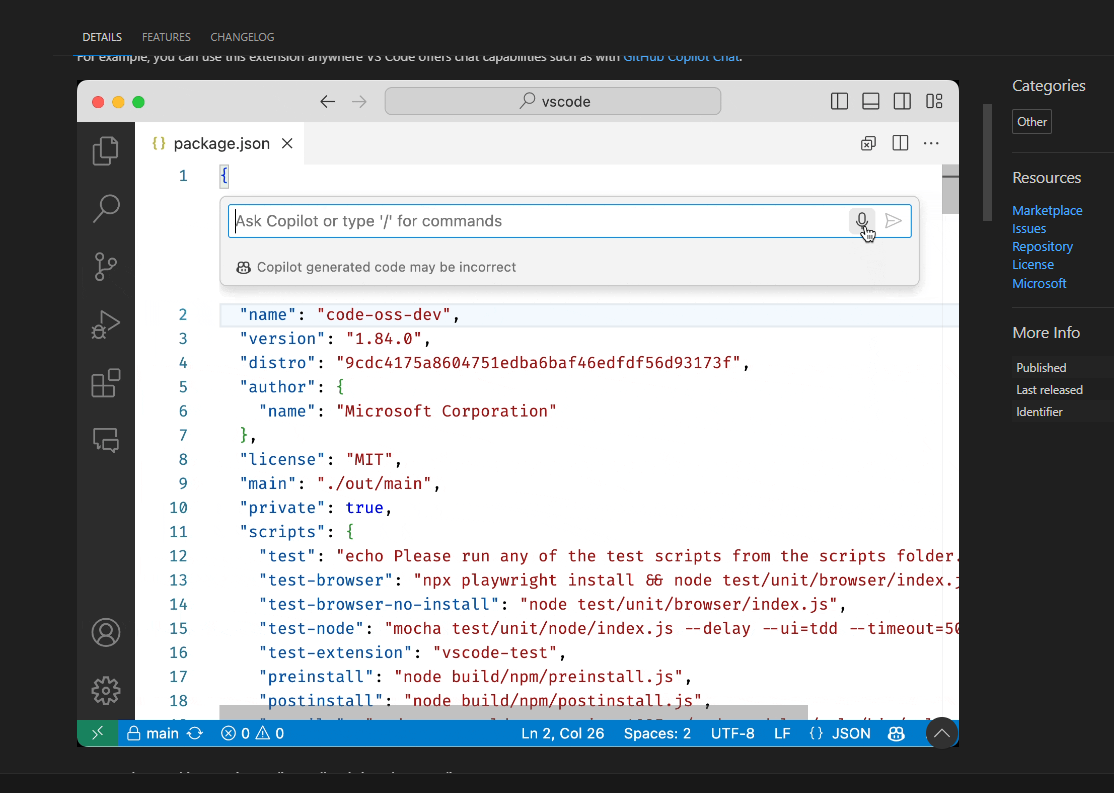 DETAILS FEATURES CHANGELOG
For example, you can use this extension anywhere VS Code offers chat capabilities such as with GitHub Copilot Chat.
vscode
{} package.json
1 {
Ask Copilot or type '/' for commands
Copilot generated code may be incorrect
2 "name": "code-oss-dev",
3 "version": "1.84.0",
4 "distro": "9cdc4175a8604751edba6baf46edfdf56d93173f",
5 "author": {
6 "name": "Microsoft Corporation"
7 },
8 "license": "MIT",
9 "main": "./out/main",
10 "private": true,
11 "scripts": {
12 "test": "echo Please run any of the test scripts from the scripts folder.
13 "test-browser": "npx playwright install && node test/unit/browser/index.j
14 "test-browser-no-install": "node test/unit/browser/index.js",
15 "test-node": "mocha test/unit/node/index.js --delay --ui=tdd --timeout=50
16 "test-extension": "vscode-test",
17 "preinstall": "node build/npm/preinstall.js",
18 "postinstall": "node build/npm/postinstall.js",
main 0 0 Ln 2, Col 26 Spaces: 2 UTF-8 LF {} JSON
Categories
Other
Resources
Marketplace
Issues
Repository
License
Microsoft
More Info
Published
Last released
Identifier